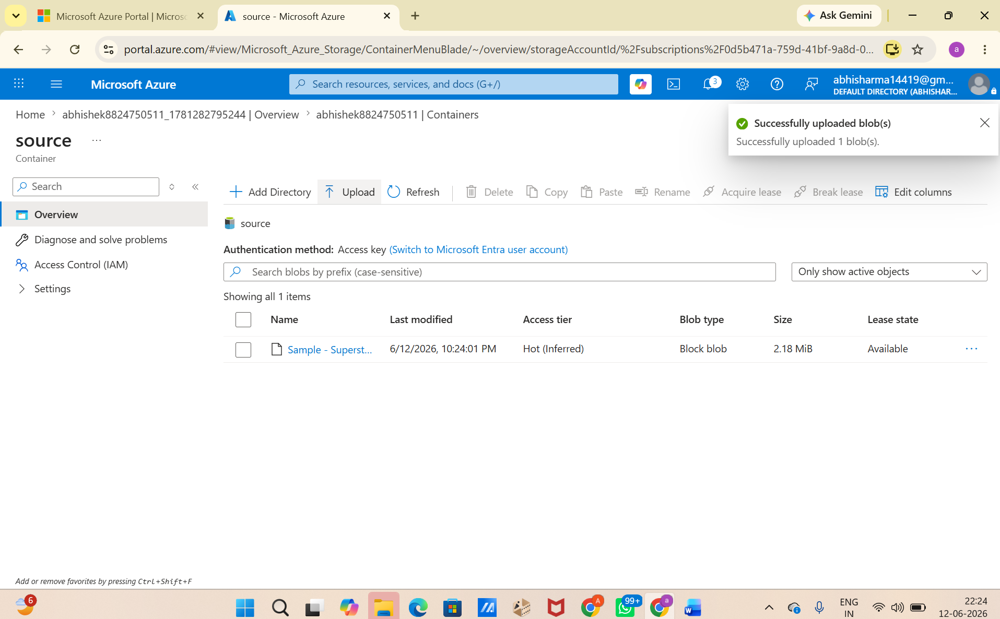 Microsoft Azure Portal | Micros
source - Microsoft Azure
Ask Gemini
portal.azure.com/#view/Microsoft_Azure_Storage/ContainerMenuBlade/~/overview/storageAccountId/%2Fsubscriptions%2F0d5b471a-759d-41bf-9a8d-0...
a
Microsoft Azure
Search resources, services, and docs (G+/)
3
abhisharma14419@gm...
DEFAULT DIRECTORY (ABHISHAR...
Home > abhishek8824750511_1781282795244 | Overview > abhishek8824750511 | Containers
source ...
Container
Successfully uploaded blob(s)
Successfully uploaded 1 blob(s).
Search
Overview
Diagnose and solve problems
Access Control (IAM)
Settings
Add Directory Upload Refresh Delete Copy Paste Rename Acquire lease Break lease Edit columns
source
Authentication method: Access key (Switch to Microsoft Entra user account)
Search blobs by prefix (case-sensitive)
Only show active objects
Showing all 1 items
Name Last modified Access tier Blob type Size Lease state
Sample - Superst... 6/12/2026, 10:24:01 PM Hot (Inferred) Block blob 2.18 MiB Available ...
Add or remove favorites by pressing Ctrl+Shift+F
6
A
99+
a
ENG
IN
22:24
12-06-2026